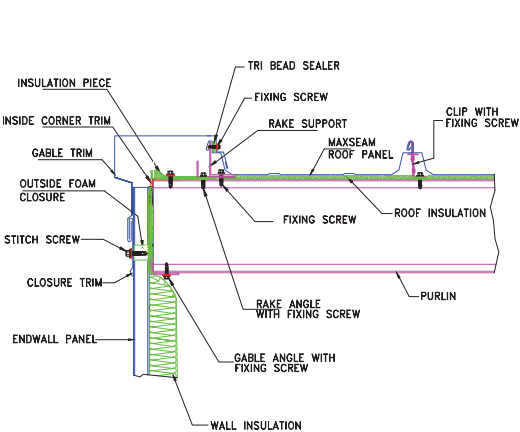 TRI BEAD SEALER
INSULATION PIECE
FIXING SCREW
INSIDE CORNER TRIM
RAKE SUPPORT
CLIP WITH
FIXING SCREW
GABLE TRIM
MAXSEAM
ROOF PANEL
OUTSIDE FOAM
CLOSURE
FIXING SCREW
ROOF INSULATION
STITCH SCREW
CLOSURE TRIM
RAKE ANGLE
WITH FIXING SCREW
PURLIN
ENDWALL PANEL
GABLE ANGLE WITH
FIXING SCREW
WALL INSULATION